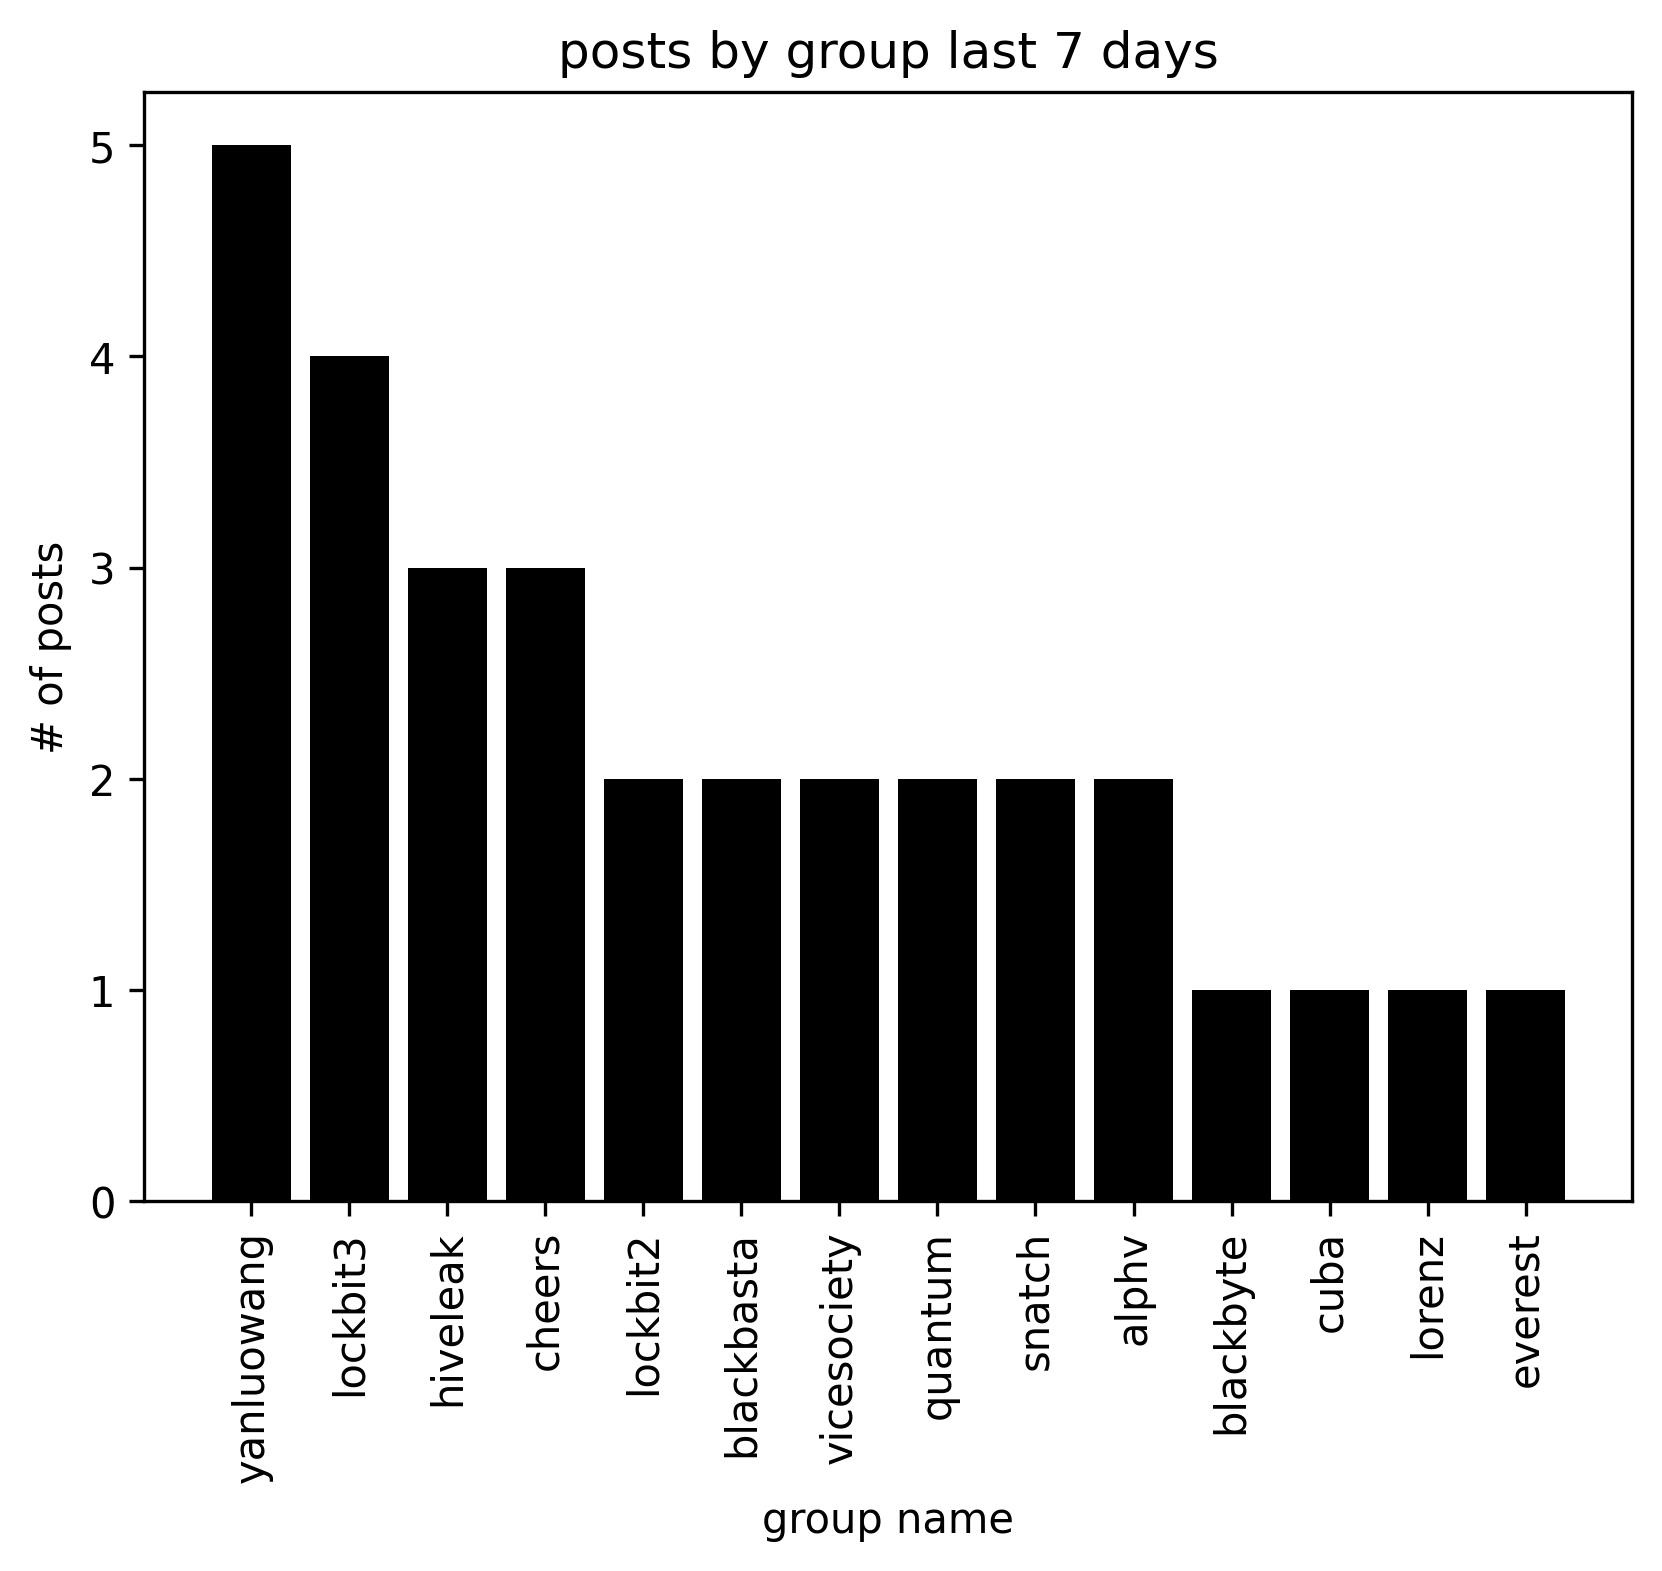 posts by group last 7 days
# of posts
5
4
3
2
1
0
yanluowang
lockbit3
hiveleak
cheers
lockbit2
blackbasta
vicesociety
quantum
snatch
alphv
blackbyte
cuba
lorenz
everest
group name